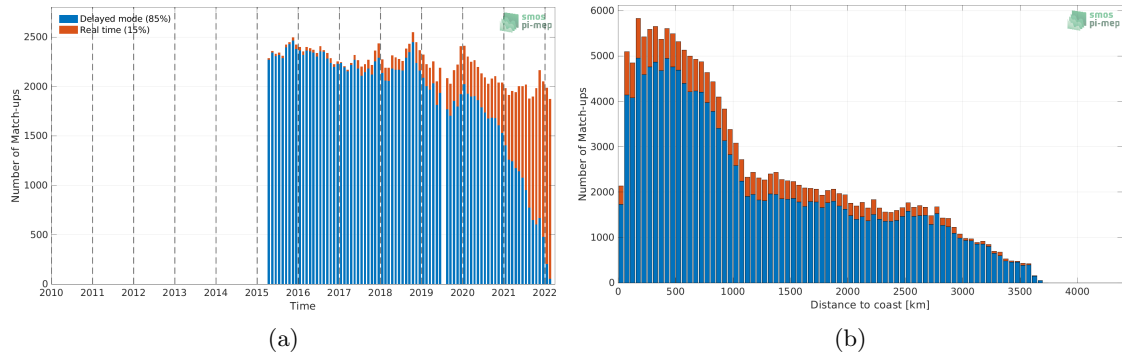 Delayed mode (85%)
Real time (15%)
smos
pi-mep
2500
2000
1500
1000
500
0
Number of Match-ups
2010 2011 2012 2013 2014 2015 2016 2017 2018 2019 2020 2021 2022
Time
(a)
smos
pi-mep
6000
5000
4000
3000
2000
1000
0
Number of Match-ups
0 500 1000 1500 2000 2500 3000 3500 4000
Distance to coast [km]
(b)